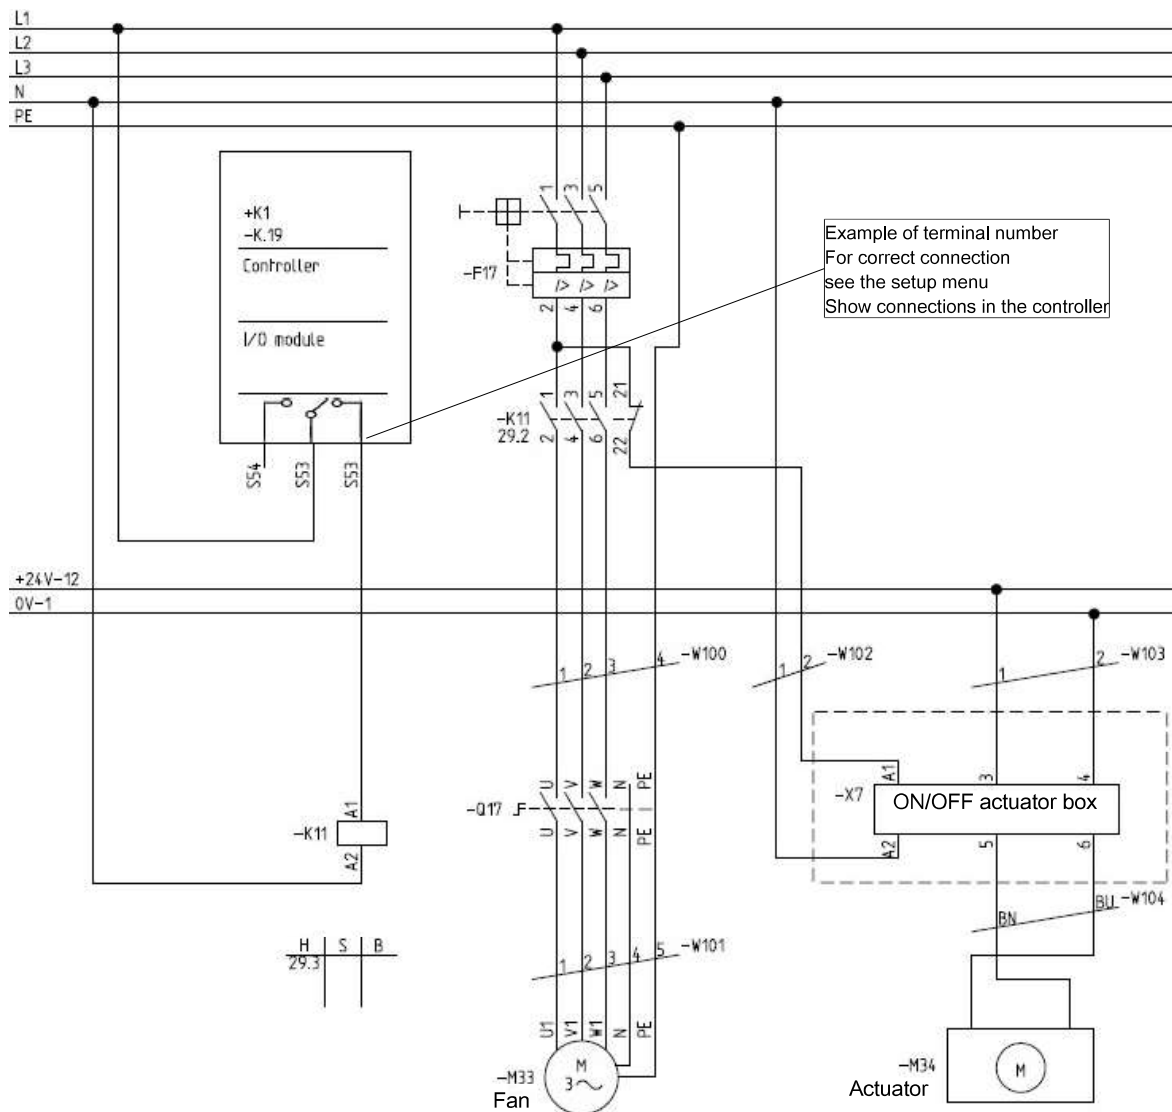 L1
L2
L3
N
PE
+K1
-K.19
Controller
I/O module
S54
S53
S53
1
3
5
-F17
2
4
6
Example of terminal number
For correct connection
see the setup menu
Show connections in the controller
1
3
5
21
-K11
29.2
2
4
6
22
+24V-12
0V-1
1
2
3
4
-W100
1
2
-W102
1
2
-W103
U
V
W
N
PE
-Q17
U
V
W
N
PE
A1
3
4
-X7
ON/OFF actuator box
A2
5
6
A1
-K11
A2
BN
BU
-W104
H
S
B
29.3
1
2
3
4
5
-W101
U1
V1
W1
N
PE
-M33
Fan
M
3
-M34
Actuator
M